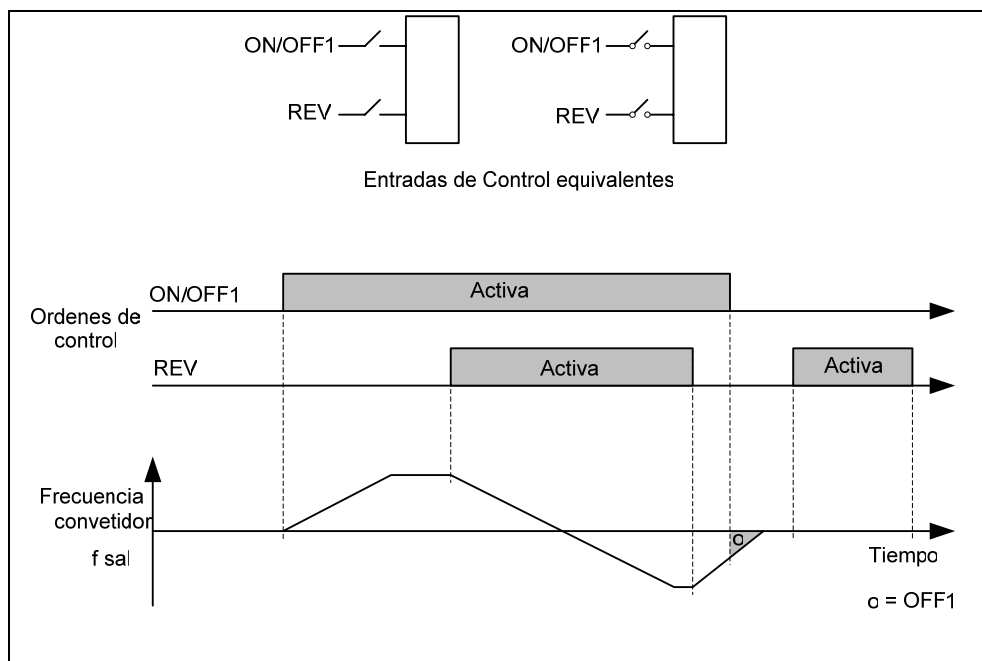 ON/OFF1
ON/OFF1
REV
REV
Entradas de Control equivalentes
ON/OFF1
Activa
Ordenes de
control
REV
Activa
Activa
Frecuencia
convetidor
f sal
o
Tiempo
o = OFF1